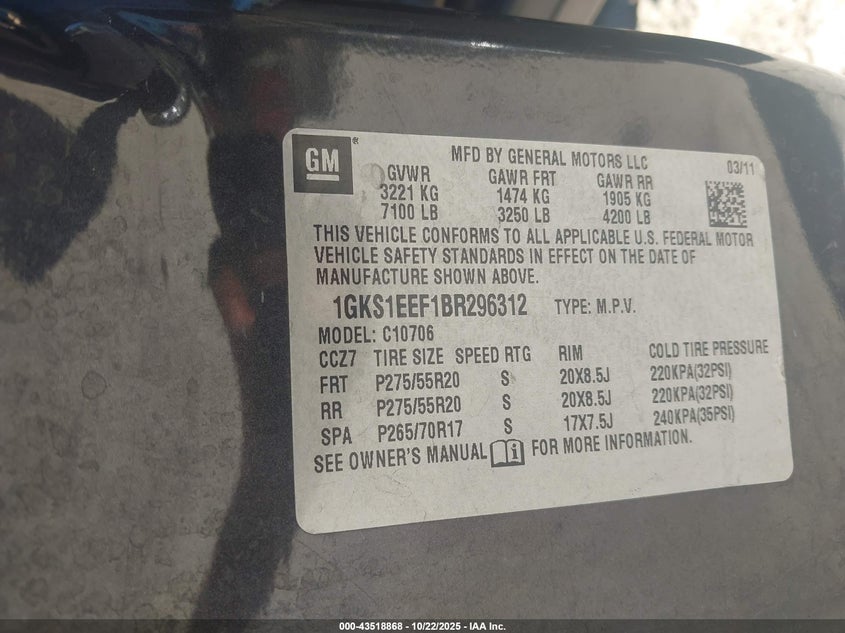 GM®
MFD BY GENERAL MOTORS LLC
03/11
GVWR GAWR FRT GAWR RR
3221 KG 1474 KG 1905 KG
7100 LB 3250 LB 4200 LB
THIS VEHICLE CONFORMS TO ALL APPLICABLE U.S. FEDERAL MOTOR
VEHICLE SAFETY STANDARDS IN EFFECT ON THE DATE OF
MANUFACTURE SHOWN ABOVE.
1GKS1EEF1BR296312 TYPE: M.P.V.
MODEL: C10706
CCZ7 TIRE SIZE SPEED RTG RIM COLD TIRE PRESSURE
FRT P275/55R20 S 20X8.5J 220KPA(32PSI)
RR P275/55R20 S 20X8.5J 220KPA(32PSI)
SPA P265/70R17 S 17X7.5J 240KPA(35PSI)
SEE OWNER'S MANUAL i FOR MORE INFORMATION.
000-43518868 - 10/22/2025 - IAA Inc.